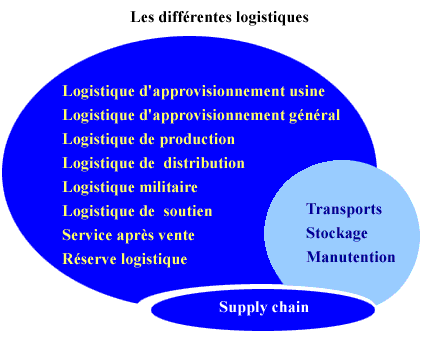 Les différentes logistiques
Logistique d'approvisionnement usine
Logistique d'approvisionnement général
Logistique de production
Logistique de distribution
Logistique militaire
Logistique de soutien
Service après vente
Réserve logistique
Transports
Stockage
Manutention
Supply chain